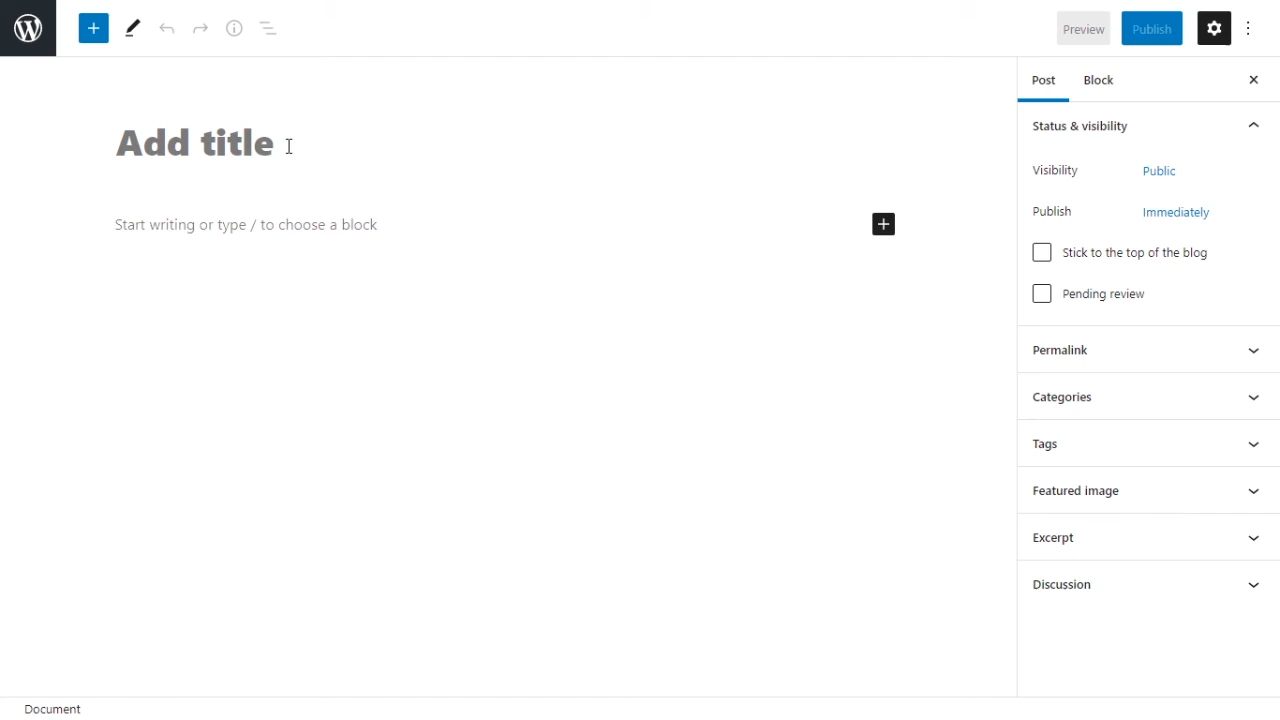 Preview
Publish
Post
Block
Add title
Status & visibility
Visibility
Public
Start writing or type / to choose a block
Publish
Immediately
Stick to the top of the blog
Pending review
Permalink
Categories
Tags
Featured image
Excerpt
Discussion
Document